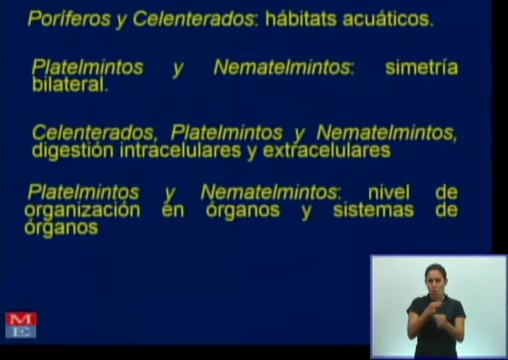 Poríferos y Celenterados: hábitats acuáticos.
Platelmintos y Nematelmintos: simetría
bilateral.
Celenterados, Platelmintos y Nematelmintos,
digestión intracelulares y extracelulares
Platelmintos y Nematelmintos: nivel de
organización en órganos y sistemas de
órganos
M
E